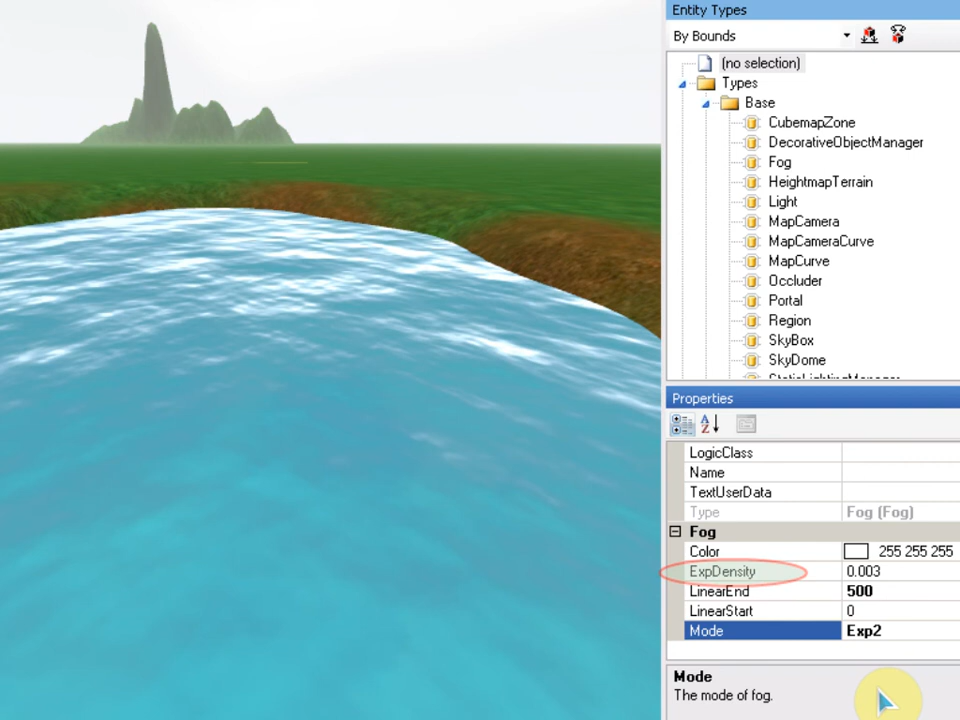 Entity Types
By Bounds
(no selection)
Types
Base
CubemapZone
DecorativeObjectManager
Fog
HeightmapTerrain
Light
MapCamera
MapCameraCurve
MapCurve
Occluder
Portal
Region
SkyBox
SkyDome
Properties
LogicClass
Name
TextUserData
Type Fog (Fog)
Fog
Color 255 255 255
ExpDensity 0.003
LinearEnd 500
LinearStart 0
Mode Exp2
Mode
The mode of fog.